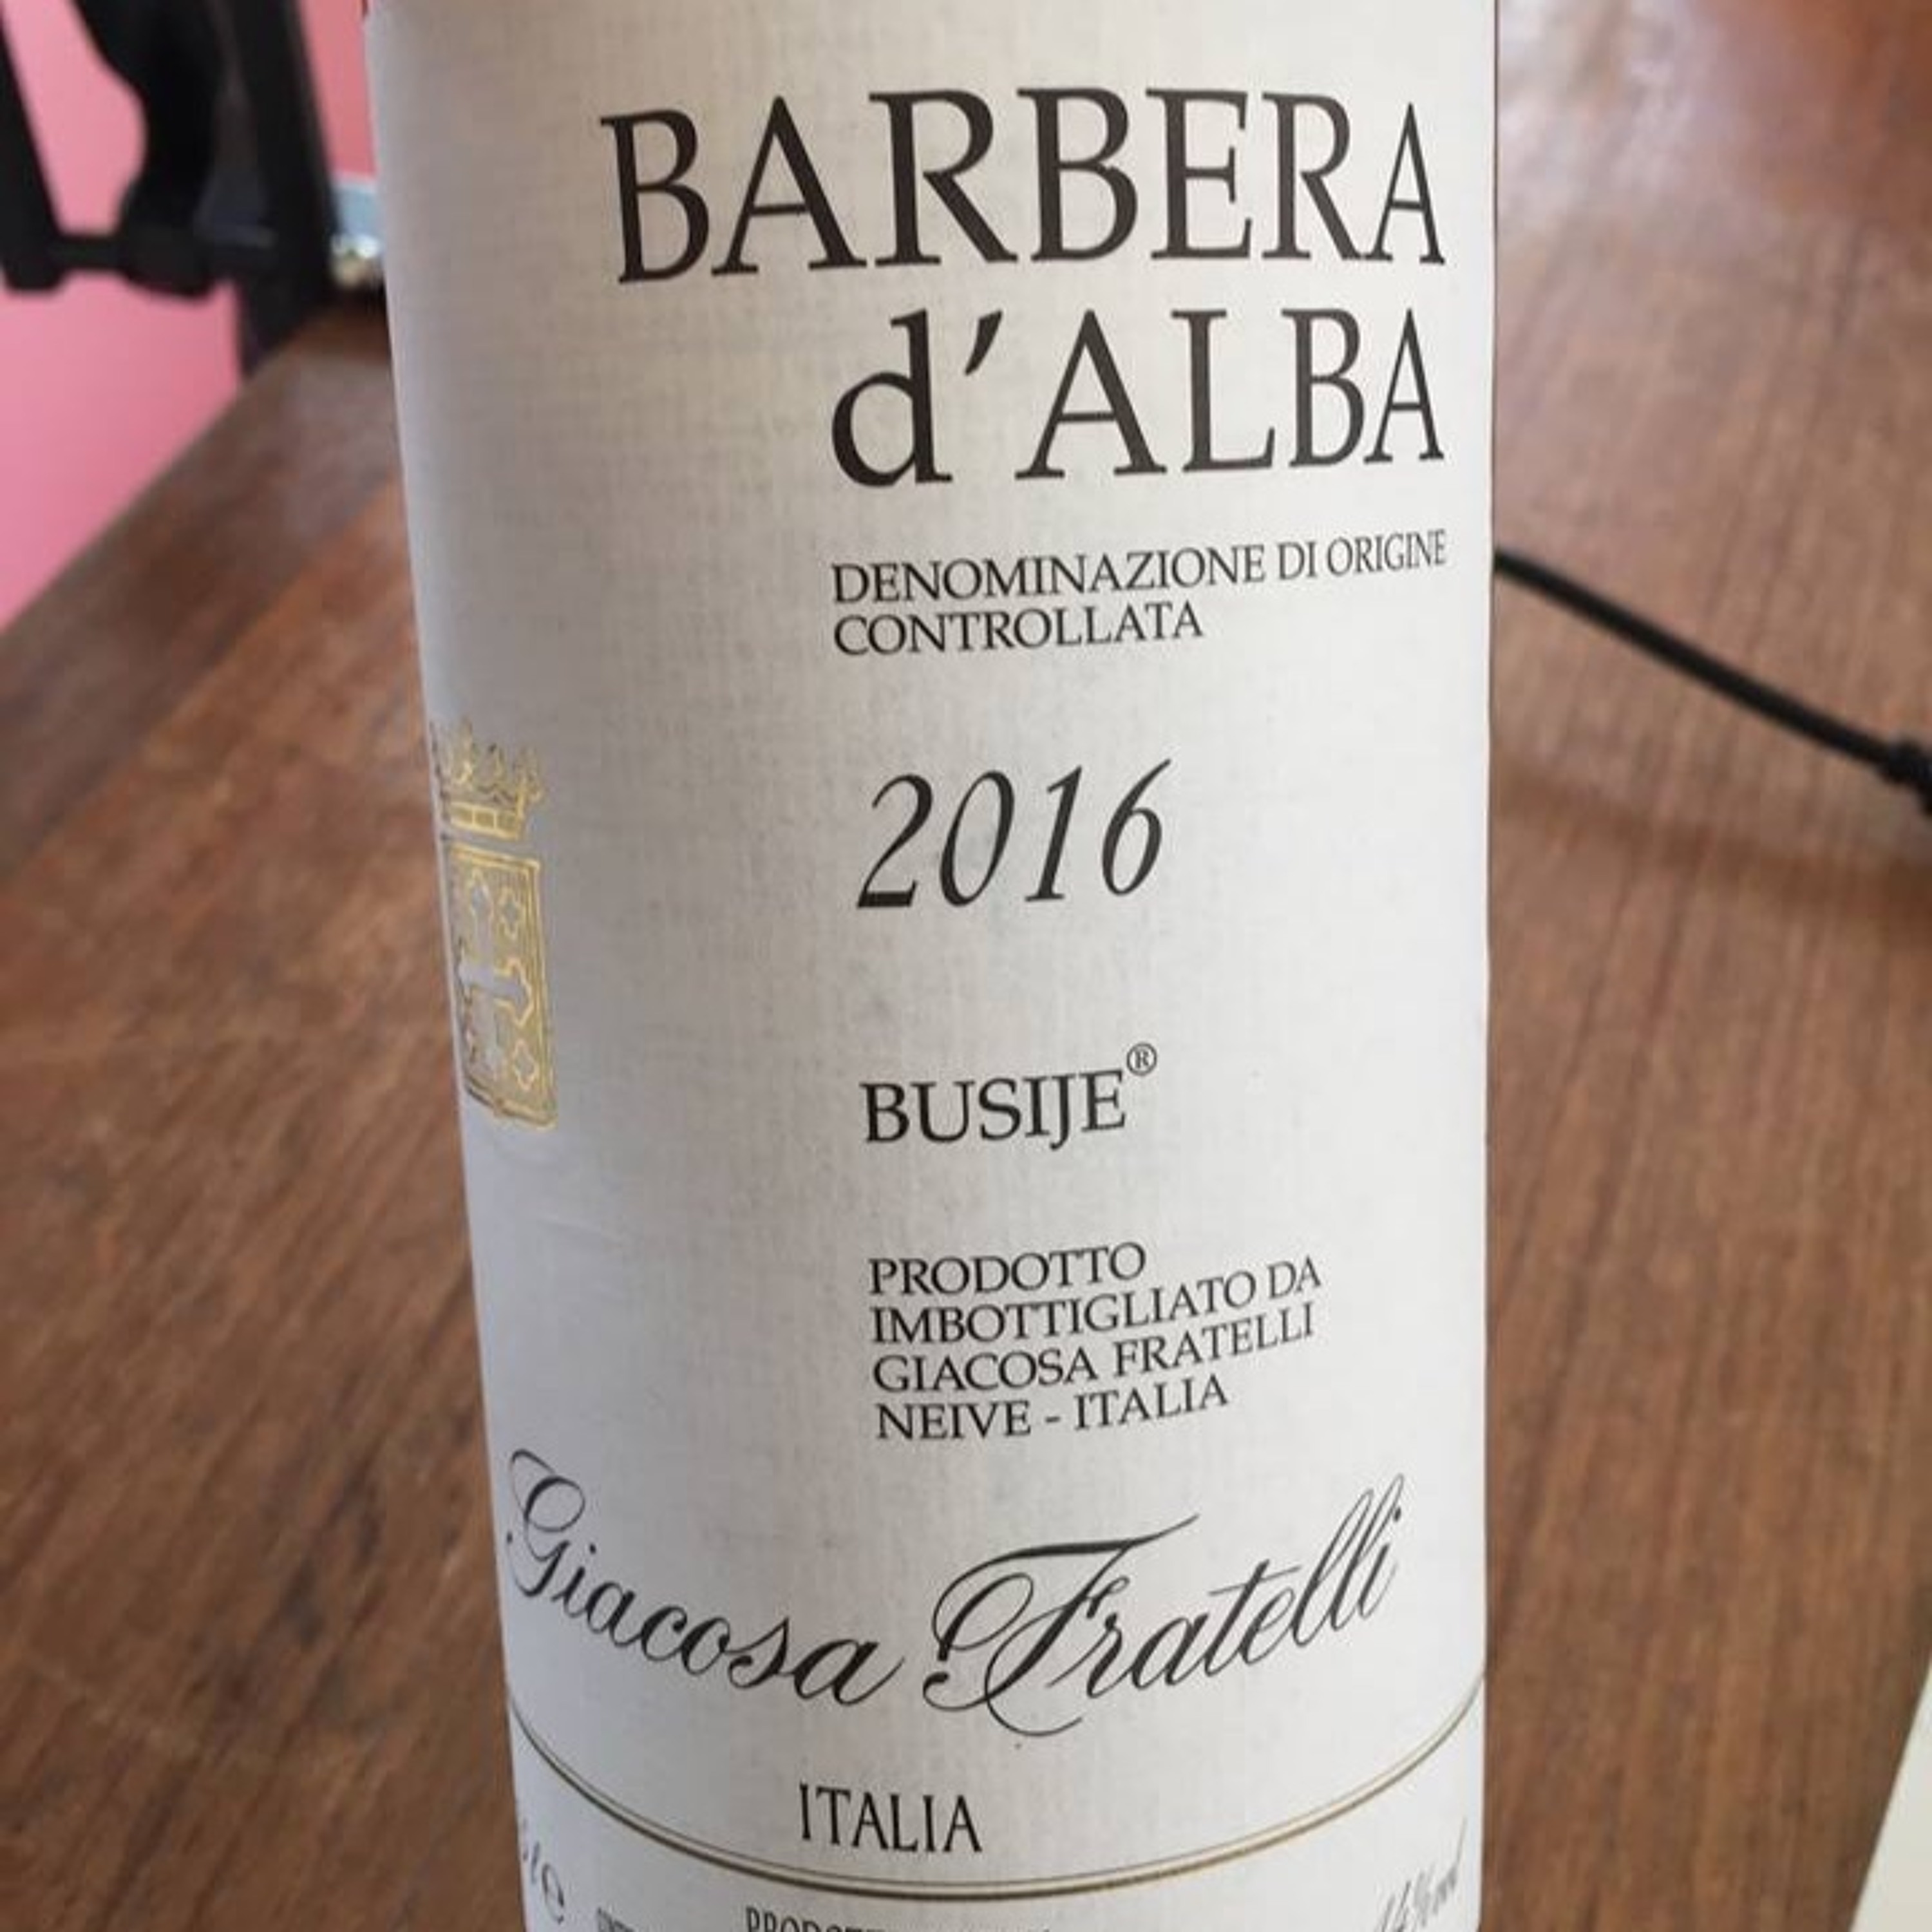 BARBERA
d'ALBA
DENOMINAZIONE DI ORIGINE
CONTROLLATA
2016
BUSIJE®
PRODOTTO
IMBOTTIGLIATO DA
GIACOSA FRATELLI
NEIVE - ITALIA
Giacosa Fratelli
ITALIA